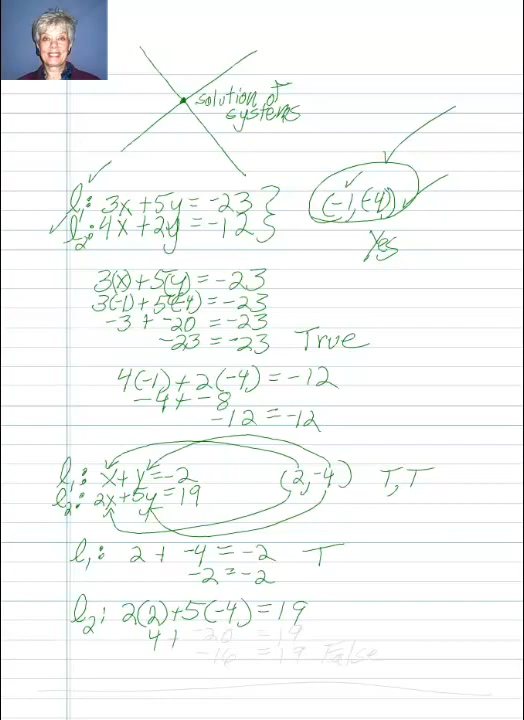 solution of
systems
l₁: 3x + 5y = -23 }
l₂: 4x + 2y = -12 }
(-1, -4)
Yes
3(x) + 5(y) = -23
3(-1) + 5(-4) = -23
-3 + -20 = -23
-23 = -23 True
4(-1) + 2(-4) = -12
-4 + -8
-12 = -12
l₁: x + y = -2 (2, -4) T, T
l₂: 2x + 5y = 19
l₁: 2 + -4 = -2 T
-2 = -2
l₂: 2(2) + 5(-4) = 19
4 + -20 = 19
-16 = 19 False